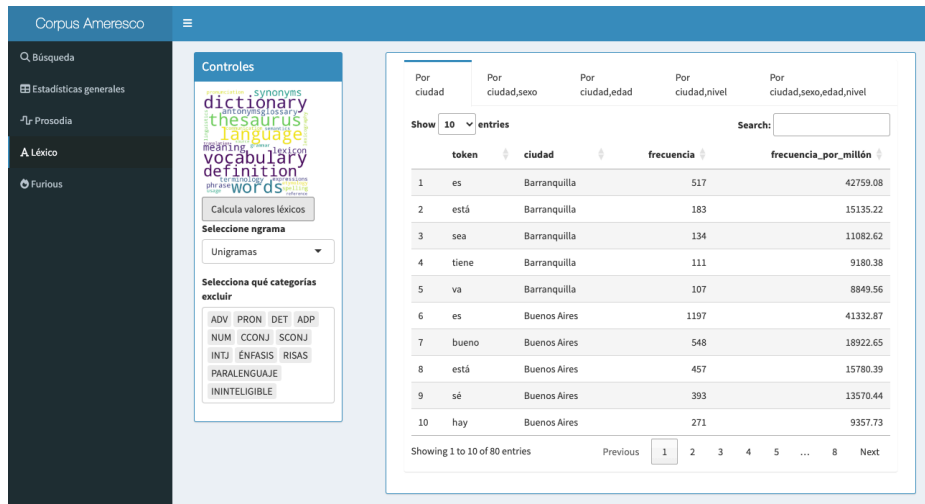 Corpus Ameresco
Búsqueda
Estadísticas generales
Prosodia
Léxico
Furious
Controles
synonyms
dictionary
antonyms glossary
thesaurus
language
meaning grammar lexicon
vocabulary
definition
terminology expressions
phrase words spelling
usage reference
Calcula valores léxicos
Seleccione ngrama
Unigramas
Selecciona qué categorías
excluir
ADV PRON DET ADP
NUM CCONJ SCONJ
INTJ ÉNFASIS RISAS
PARALENGUAJE
ININTELIGIBLE
Por
ciudad
Por
ciudad,sexo
Por
ciudad,edad
Por
ciudad,nivel
Por
ciudad,sexo,edad,nivel
Show 10 entries
Search:
token ciudad frecuencia frecuencia_por_millón
1 es Barranquilla 517 42759.08
2 está Barranquilla 183 15135.22
3 sea Barranquilla 134 11082.62
4 tiene Barranquilla 111 9180.38
5 va Barranquilla 107 8849.56
6 es Buenos Aires 1197 41332.87
7 bueno Buenos Aires 548 18922.65
8 está Buenos Aires 457 15780.39
9 sé Buenos Aires 393 13570.44
10 hay Buenos Aires 271 9357.73
Showing 1 to 10 of 80 entries
Previous 1 2 3 4 5 ... 8 Next